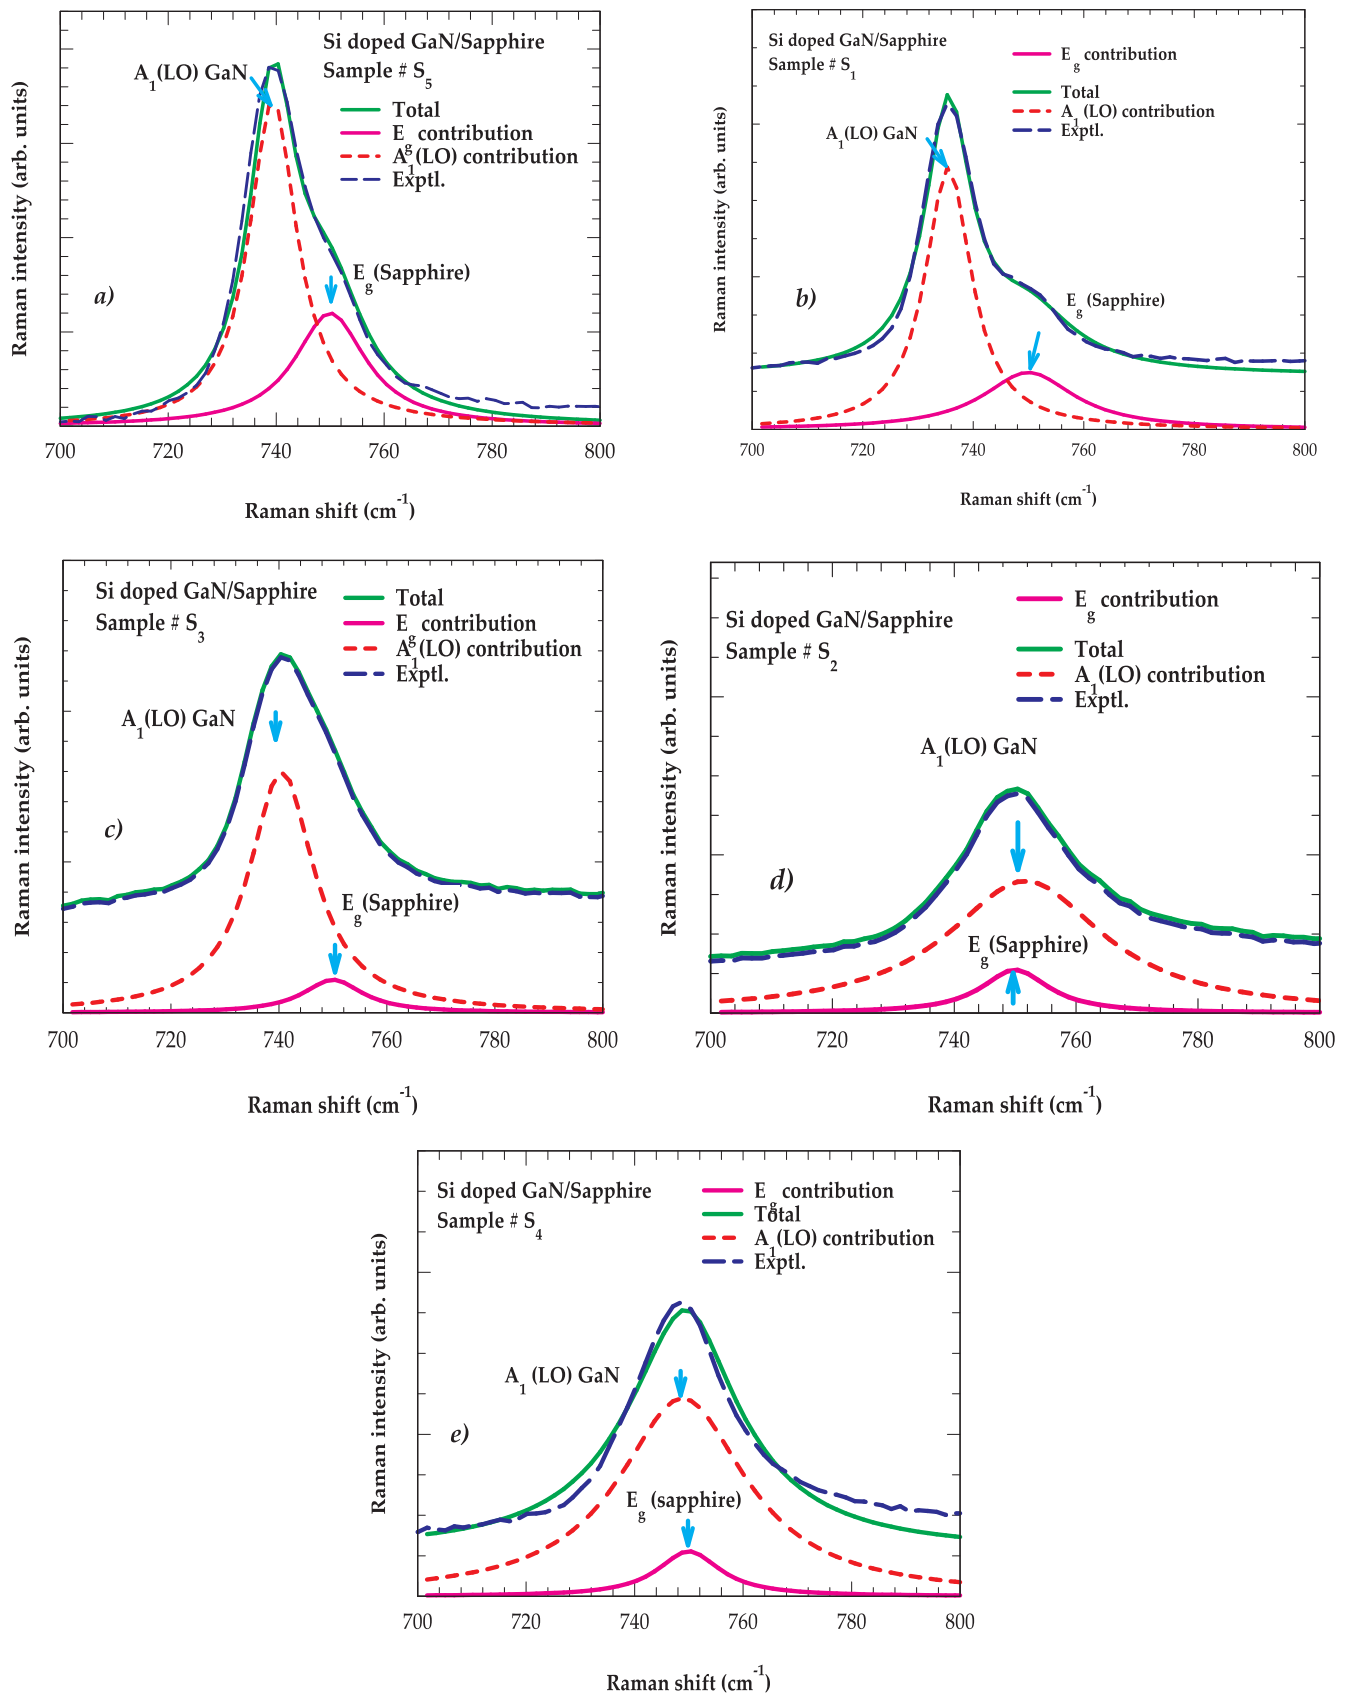 Si doped GaN/Sapphire
Sample # S5
A1(LO) GaN
Total
Eg contribution
A1(LO) contribution
Exptl.
Eg(Sapphire)
a)
Raman intensity (arb. units)
700 720 740 760 780 800
Raman shift (cm-1)
Si doped GaN/Sapphire
Sample # S1
Eg contribution
Total
A1(LO) contribution
Exptl.
A1(LO) GaN
b)
Eg(Sapphire)
Raman intensity (arb. units)
700 720 740 760 780 800
Raman shift (cm-1)
Si doped GaN/Sapphire
Sample # S3
Total
Eg contribution
A1(LO) contribution
Exptl.
A1(LO) GaN
c)
Eg(Sapphire)
Raman intensity (arb. units)
700 720 740 760 780 800
Raman shift (cm-1)
Eg contribution
Si doped GaN/Sapphire
Sample # S2
Total
A1(LO) contribution
Exptl.
A1(LO) GaN
d)
Eg(Sapphire)
Raman intensity (arb. units)
700 720 740 760 780 800
Raman shift (cm-1)
Si doped GaN/Sapphire
Sample # S4
Eg contribution
Total
A1(LO) contribution
Exptl.
A1 (LO) GaN
e)
Eg (sapphire)
Raman intensity (arb. units)
700 720 740 760 780 800
Raman shift (cm-1)